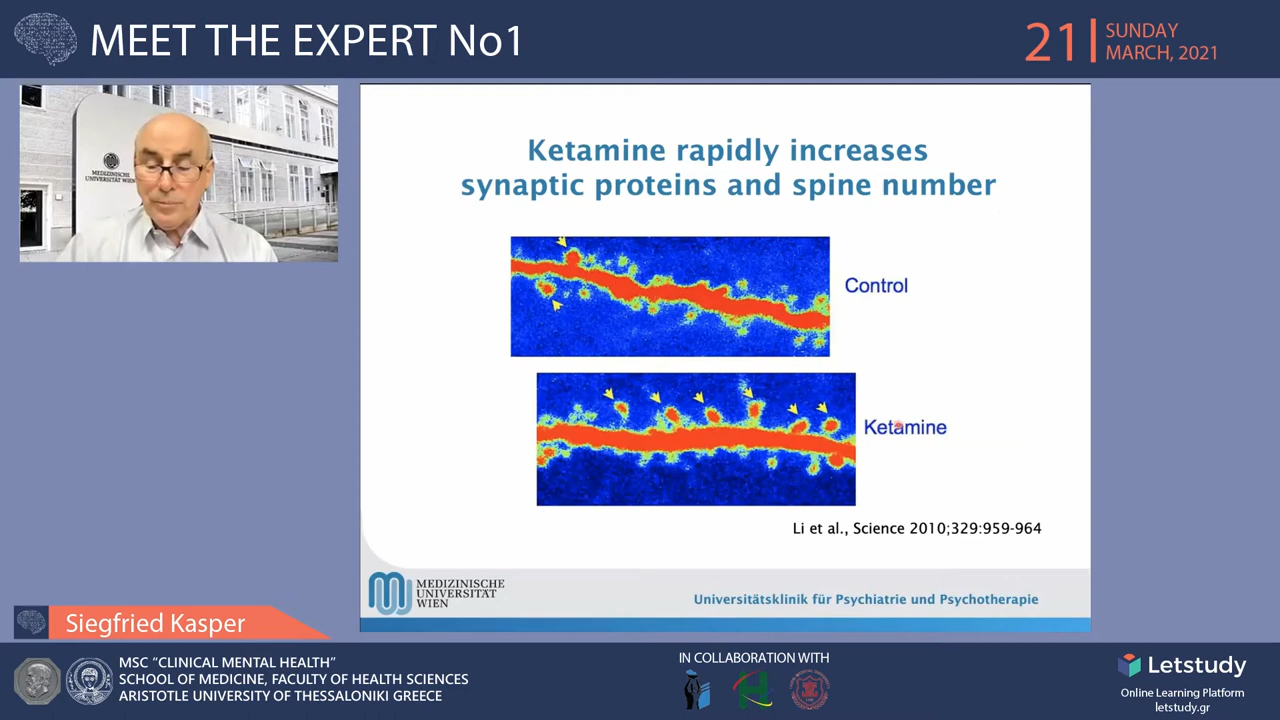 MEET THE EXPERT No1
21
SUNDAY
MARCH, 2021
MEDIZINISCHE
UNIVERSITÄT WIEN
Ketamine rapidly increases
synaptic proteins and spine number
Control
Ketamine
Li et al., Science 2010;329:959-964
MEDIZINISCHE
UNIVERSITÄT
WIEN
Universitätsklinik für Psychiatrie und Psychotherapie
Siegfried Kasper
MSC “CLINICAL MENTAL HEALTH”
SCHOOL OF MEDICINE, FACULTY OF HEALTH SCIENCES
ARISTOTLE UNIVERSITY OF THESSALONIKI GREECE
IN COLLABORATION WITH
Letstudy
Online Learning Platform
letstudy.gr